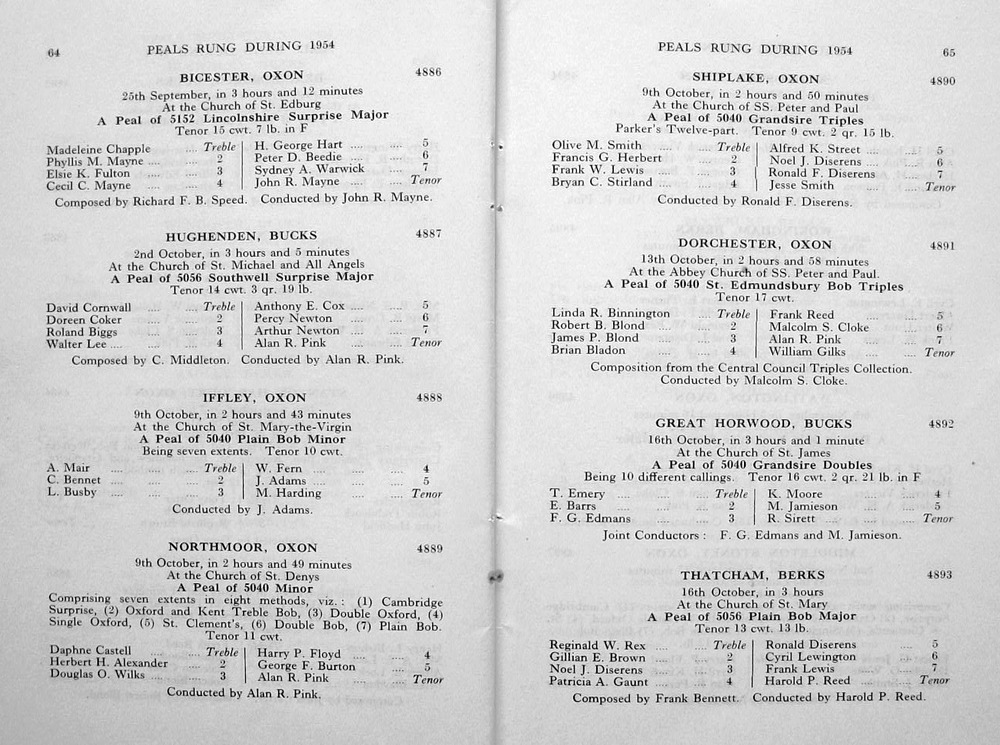 64 PEALS RUNG DURING 1954
BICESTER, OXON 4886
25th September, in 3 hours and 12 minutes
At the Church of St. Edburg
A Peal of 5152 Lincolnshire Surprise Major
Tenor 15 cwt. 7 lb. in F
Madeleine Chapple .... Treble H. George Hart .... .... 5
Phyllis M. Mayne .... .... 2 Peter D. Beedie .... .... 6
Elsie K. Fulton .... .... 3 Sydney A. Warwick .... 7
Cecil C. Mayne .... .... 4 John R. Mayne .... .... Tenor
Composed by Richard F. B. Speed. Conducted by John R. Mayne.
HUGHENDEN, BUCKS 4887
2nd October, in 3 hours and 5 minutes
At the Church of St. Michael and All Angels
A Peal of 5056 Southwell Surprise Major
Tenor 14 cwt. 3 qr. 19 lb.
David Cornwall .... .... Treble Anthony E. Cox .... .... 5
Doreen Coker .... .... 2 Percy Newton .... .... 6
Roland Biggs .... .... 3 Arthur Newton .... .... 7
Walter Lee .... .... .... 4 Alan R. Pink .... .... Tenor
Composed by C. Middleton. Conducted by Alan R. Pink.
IFFLEY, OXON 4888
9th October, in 2 hours and 43 minutes
At the Church of St. Mary-the-Virgin
A Peal of 5040 Plain Bob Minor
Being seven extents. Tenor 10 cwt.
A. Mair .... .... .... Treble W. Fern .... .... .... 4
C. Bennet .... .... .... 2 J. Adams .... .... .... 5
L. Busby .... .... .... 3 M. Harding .... .... Tenor
Conducted by J. Adams.
NORTHMOOR, OXON 4889
9th October, in 2 hours and 49 minutes
At the Church of St. Denys
A Peal of 5040 Minor
Comprising seven extents in eight methods, viz. : (1) Cambridge
Surprise, (2) Oxford and Kent Treble Bob, (3) Double Oxford, (4)
Single Oxford, (5) St. Clement's, (6) Double Bob, (7) Plain Bob.
Tenor 11 cwt.
Daphne Castell .... .... Treble Harry P. Floyd .... .... 4
Herbert H. Alexander .... 2 George F. Burton .... .... 5
Douglas O. Wilks .... .... 3 Alan R. Pink .... .... Tenor
Conducted by Alan R. Pink.
PEALS RUNG DURING 1954 65
SHIPLAKE, OXON 4890
9th October, in 2 hours and 50 minutes
At the Church of SS. Peter and Paul
A Peal of 5040 Grandsire Triples
Parker's Twelve-part. Tenor 9 cwt. 2 qr. 15 lb.
Olive M. Smith .... .... Treble Alfred K. Street .... .... 5
Francis G. Herbert .... 2 Noel J. Diserens .... .... 6
Frank W. Lewis .... .... 3 Ronald F. Diserens .... 7
Bryan C. Stirland .... .... 4 Jesse Smith .... .... Tenor
Conducted by Ronald F. Diserens.
DORCHESTER, OXON 4891
13th October, in 2 hours and 58 minutes
At the Abbey Church of SS. Peter and Paul.
A Peal of 5040 St. Edmundsbury Bob Triples
Tenor 17 cwt.
Linda R. Binnington .... Treble Frank Reed .... .... 5
Robert B. Blond .... .... 2 Malcolm S. Cloke .... .... 6
James P. Blond .... .... 3 Alan R. Pink .... .... 7
Brian Bladon .... .... 4 William Gilks .... .... Tenor
Composition from the Central Council Triples Collection.
Conducted by Malcolm S. Cloke.
GREAT HORWOOD, BUCKS 4892
16th October, in 3 hours and 1 minute
At the Church of St. James
A Peal of 5040 Grandsire Doubles
Being 10 different callings. Tenor 16 cwt. 2 qr. 21 lb. in F
T. Emery .... .... .... Treble K. Moore .... .... .... 4
E. Barrs .... .... .... 2 M. Jamieson .... .... 5
F. G. Edmans .... .... 3 R. Sirett .... .... .... Tenor
Joint Conductors : F. G. Edmans and M. Jamieson.
THATCHAM, BERKS 4893
16th October, in 3 hours
At the Church of St. Mary
A Peal of 5056 Plain Bob Major
Tenor 13 cwt. 13 lb.
Reginald W. Rex .... .... Treble Ronald Diserens .... .... 5
Gillian E. Brown .... .... 2 Cyril Lewington .... .... 6
Noel J. Diserens .... .... 3 Frank Lewis .... .... 7
Patricia A. Gaunt .... .... 4 Harold P. Reed .... .... Tenor
Composed by Frank Bennett. Conducted by Harold P. Reed.